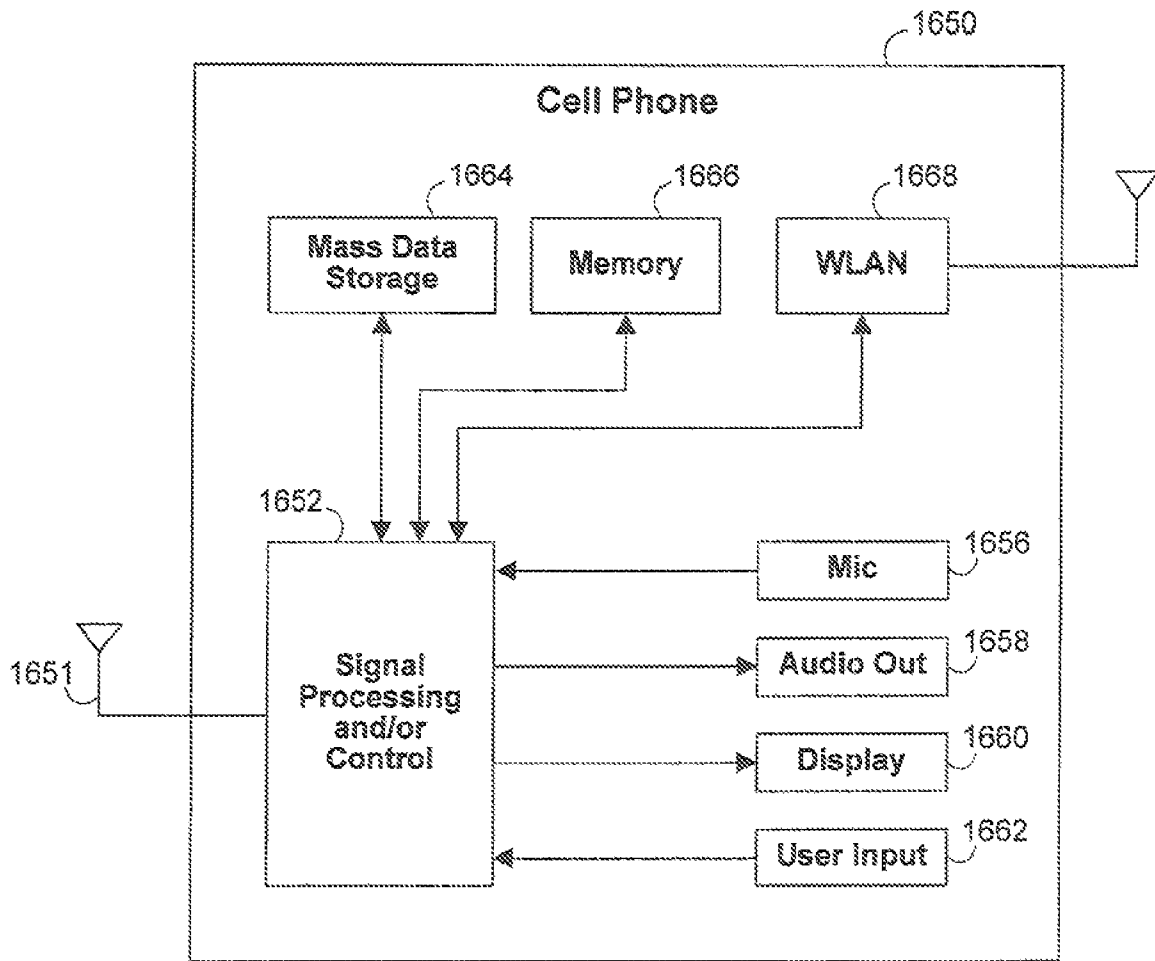 1650
Cell Phone
1664
1666
1668
Mass Data
Storage
Memory
WLAN
1652
1656
Mic
1651
Signal
Processing
and/or
Control
1658
Audio Out
1660
Display
1662
User Input